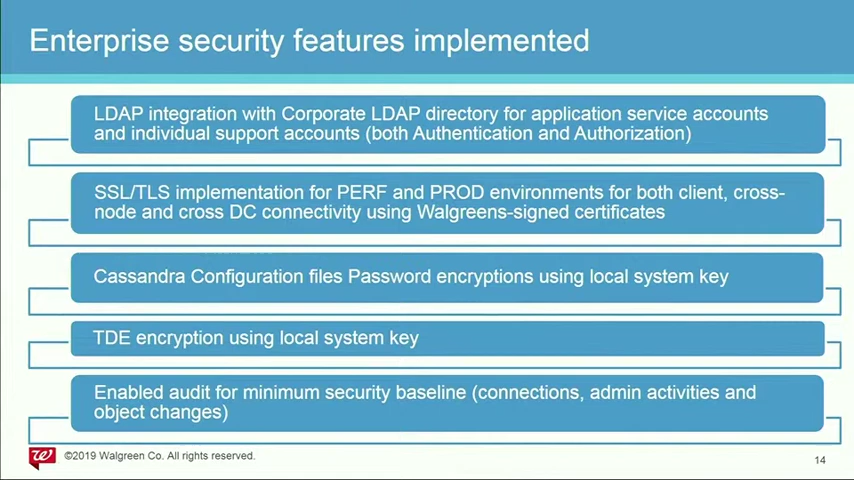 Enterprise security features implemented
LDAP integration with Corporate LDAP directory for application service accounts
and individual support accounts (both Authentication and Authorization)
SSL/TLS implementation for PERF and PROD environments for both client, cross-
node and cross DC connectivity using Walgreens-signed certificates
Cassandra Configuration files Password encryptions using local system key
TDE encryption using local system key
Enabled audit for minimum security baseline (connections, admin activities and
object changes)
©2019 Walgreen Co. All rights reserved.
14